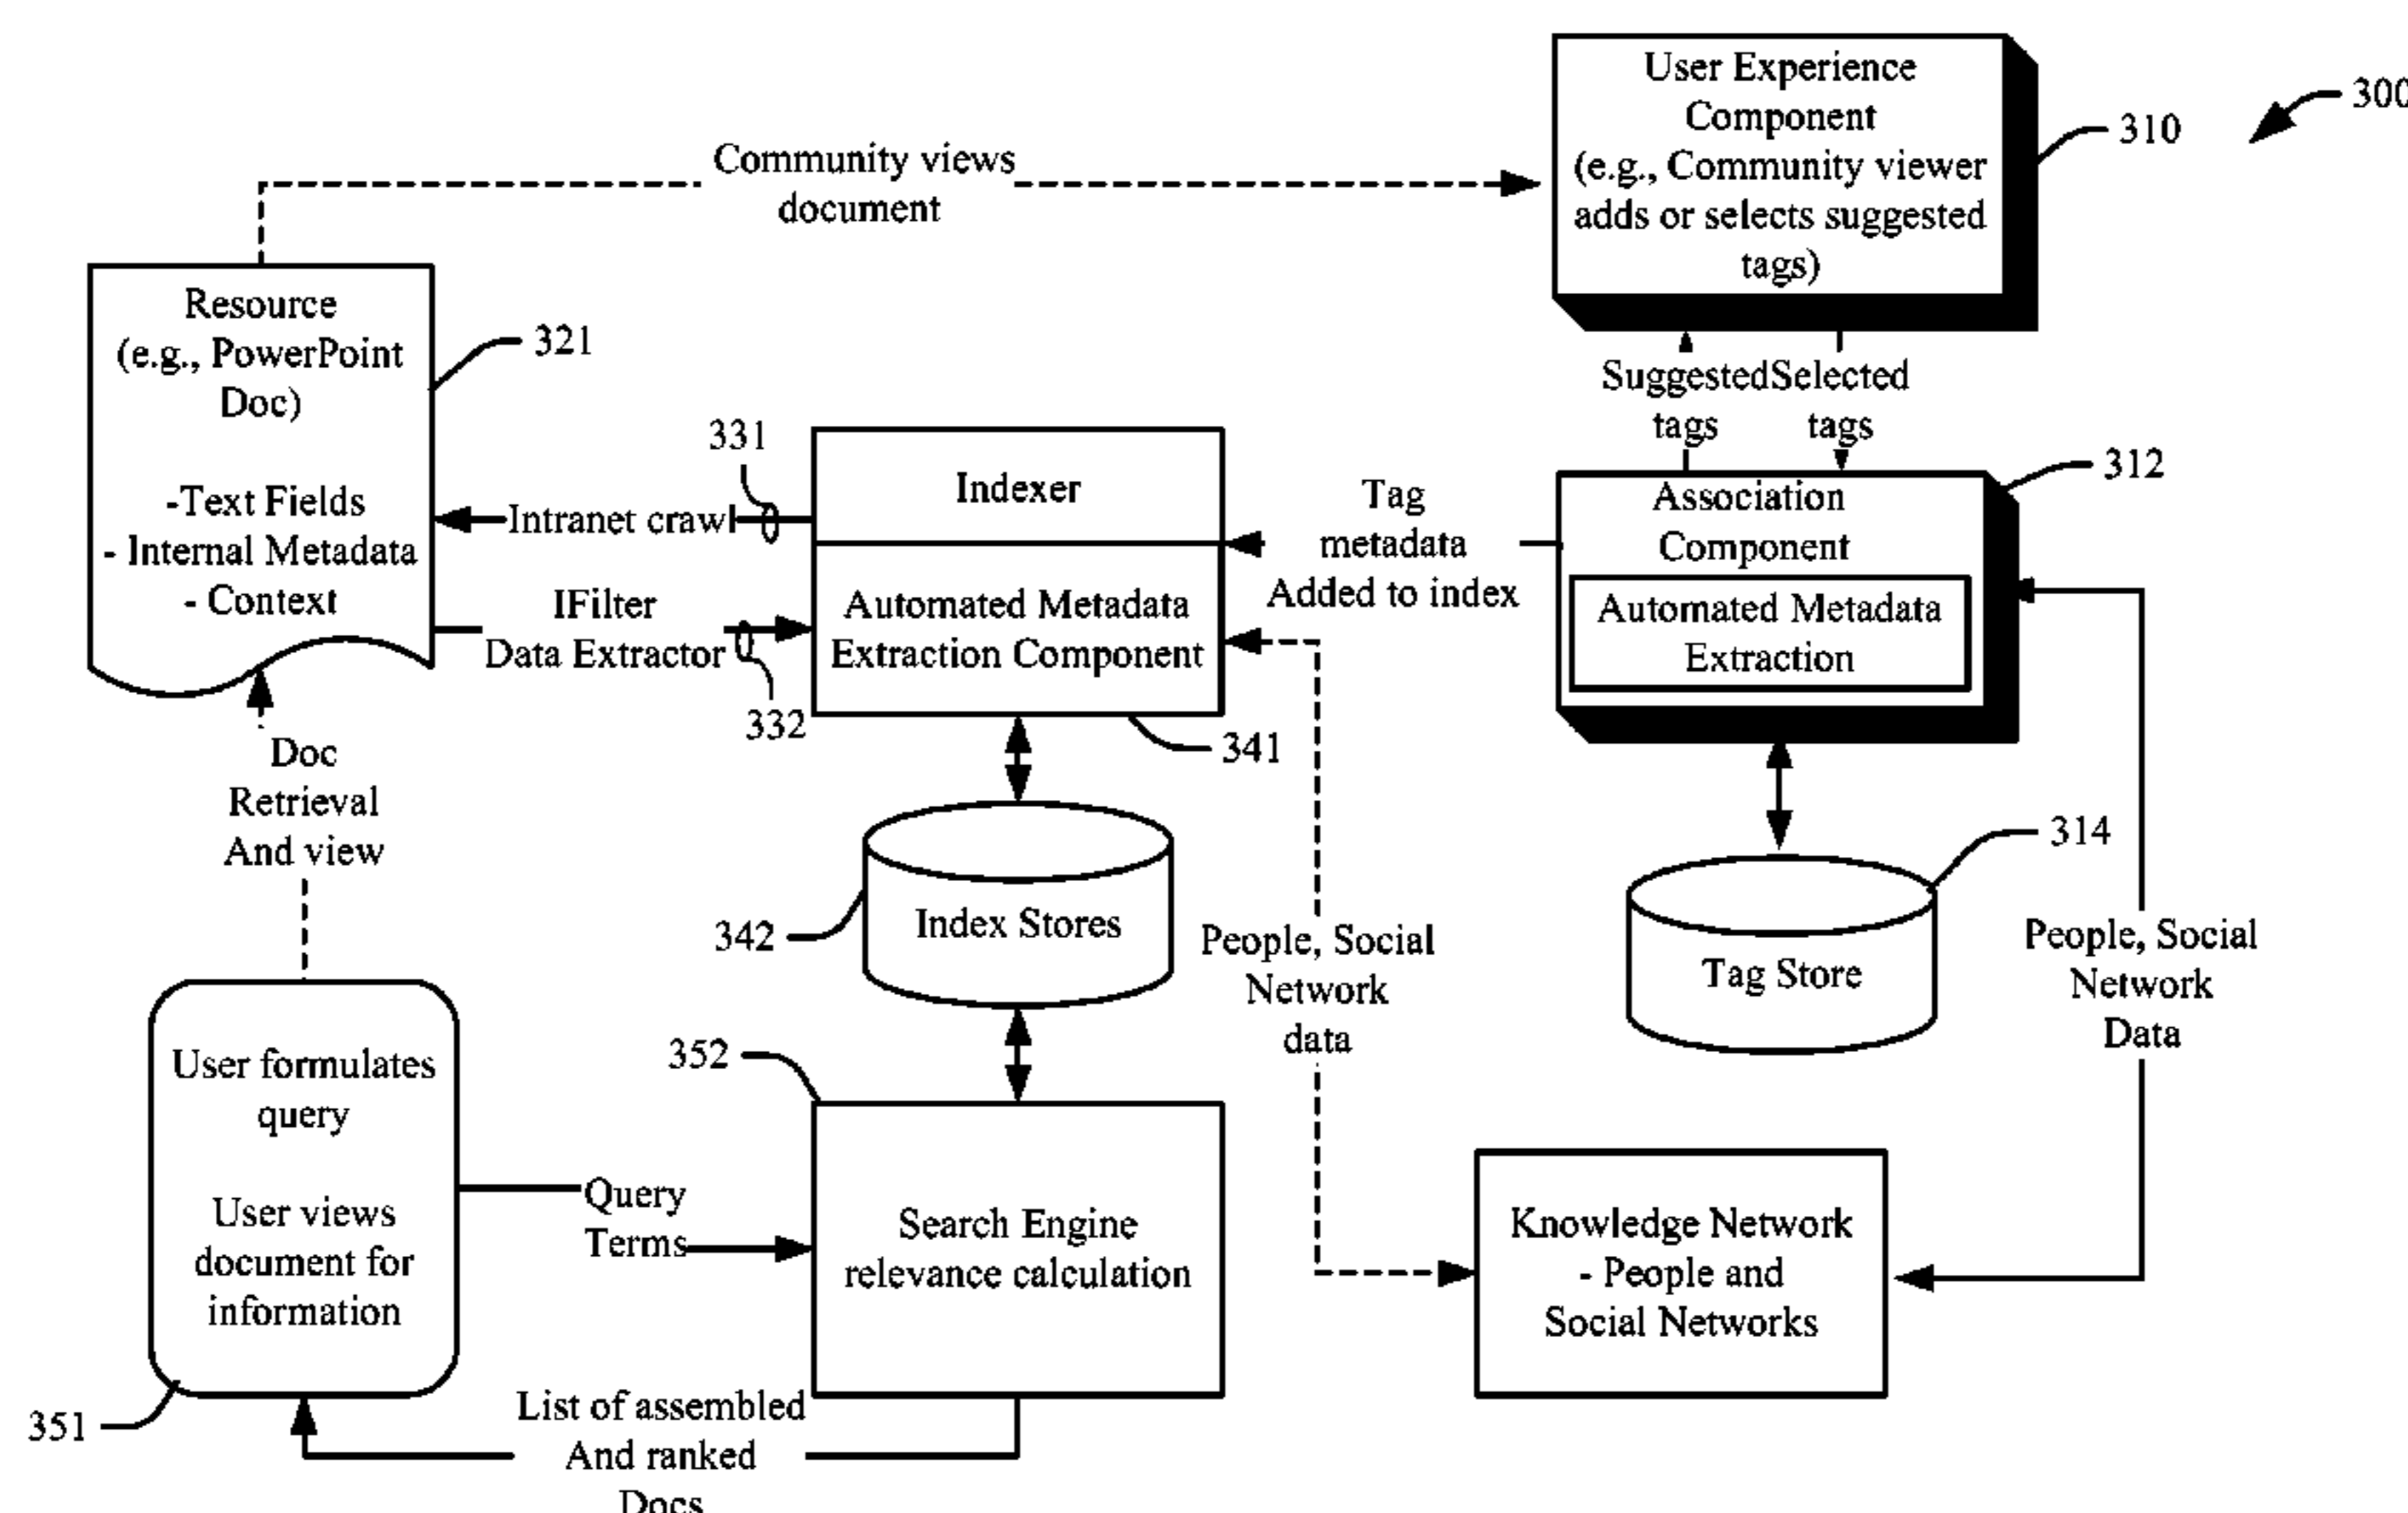 User Experience
Component
(e.g., Community viewer
adds or selects suggested
tags)
300
310
Community views
document
Resource
(e.g., PowerPoint
Doc)
-Text Fields
- Internal Metadata
- Context
321
Suggested
tags
Selected
tags
331
Indexer
Intranet crawl
Automated Metadata
Extraction Component
IFilter
Data Extractor
332
341
Tag
metadata
Added to index
Association
Component
Automated Metadata
Extraction
312
Doc
Retrieval
And view
342
Index Stores
People, Social
Network
data
314
Tag Store
People, Social
Network
Data
User formulates
query
User views
document for
information
351
Query
Terms
352
Search Engine
relevance calculation
Knowledge Network
- People and
Social Networks
List of assembled
And ranked
Docs